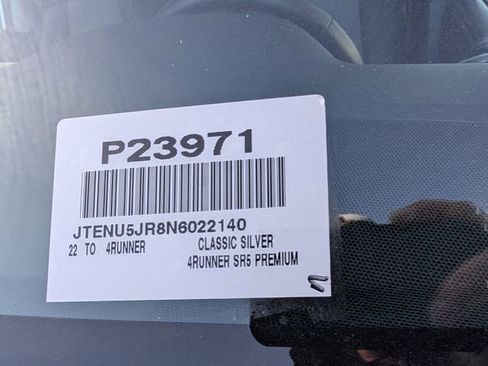 P23971
JTENU5JR8N6022140
22 TO 4RUNNER CLASSIC SILVER
4RUNNER SR5 PREMIUM